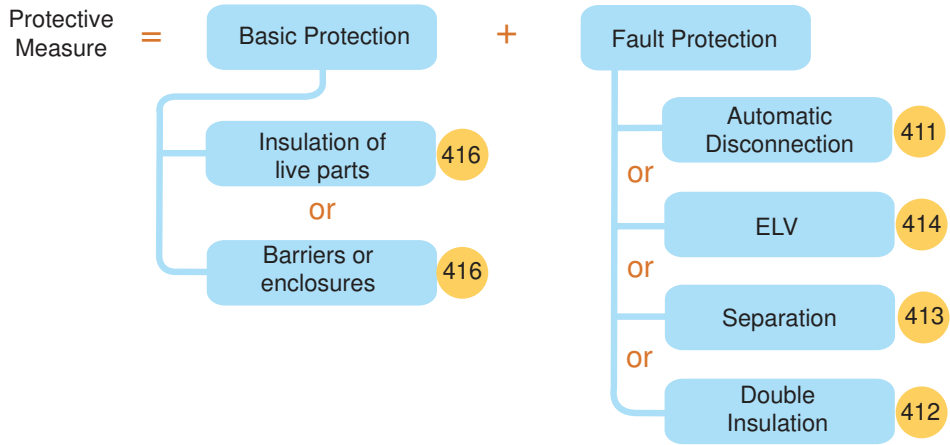 Protective
Measure
=
Basic Protection
+
Fault Protection
Insulation of
live parts
416
or
Barriers or
enclosures
416
Automatic
Disconnection
411
or
ELV
414
or
Separation
413
or
Double
Insulation
412